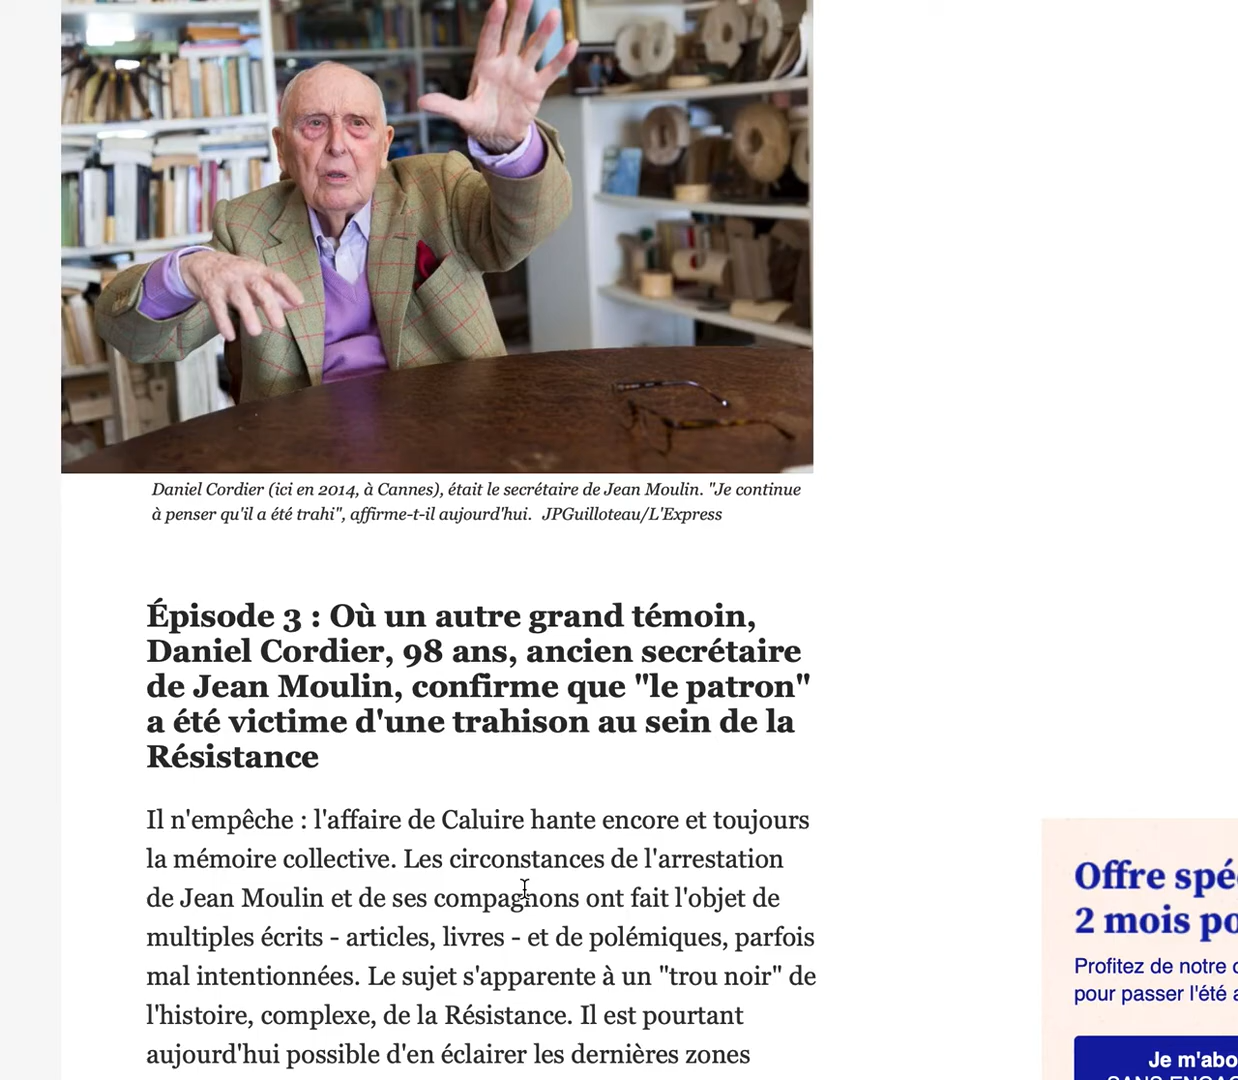 Daniel Cordier (ici en 2014, à Cannes), était le secrétaire de Jean Moulin. "Je continue
à penser qu'il a été trahi", affirme-t-il aujourd'hui. JPGuilloteau/L'Express
Épisode 3 : Où un autre grand témoin,
Daniel Cordier, 98 ans, ancien secrétaire
de Jean Moulin, confirme que "le patron"
a été victime d'une trahison au sein de la
Résistance
Il n'empêche : l'affaire de Caluire hante encore et toujours
la mémoire collective. Les circonstances de l'arrestation
de Jean Moulin et de ses compagnons ont fait l'objet de
multiples écrits - articles, livres - et de polémiques, parfois
mal intentionnées. Le sujet s'apparente à un "trou noir" de
l'histoire, complexe, de la Résistance. Il est pourtant
aujourd'hui possible d'en éclairer les dernières zones
Offre spé
2 mois po
Profitez de notre
pour passer l'été a
Je m'abo